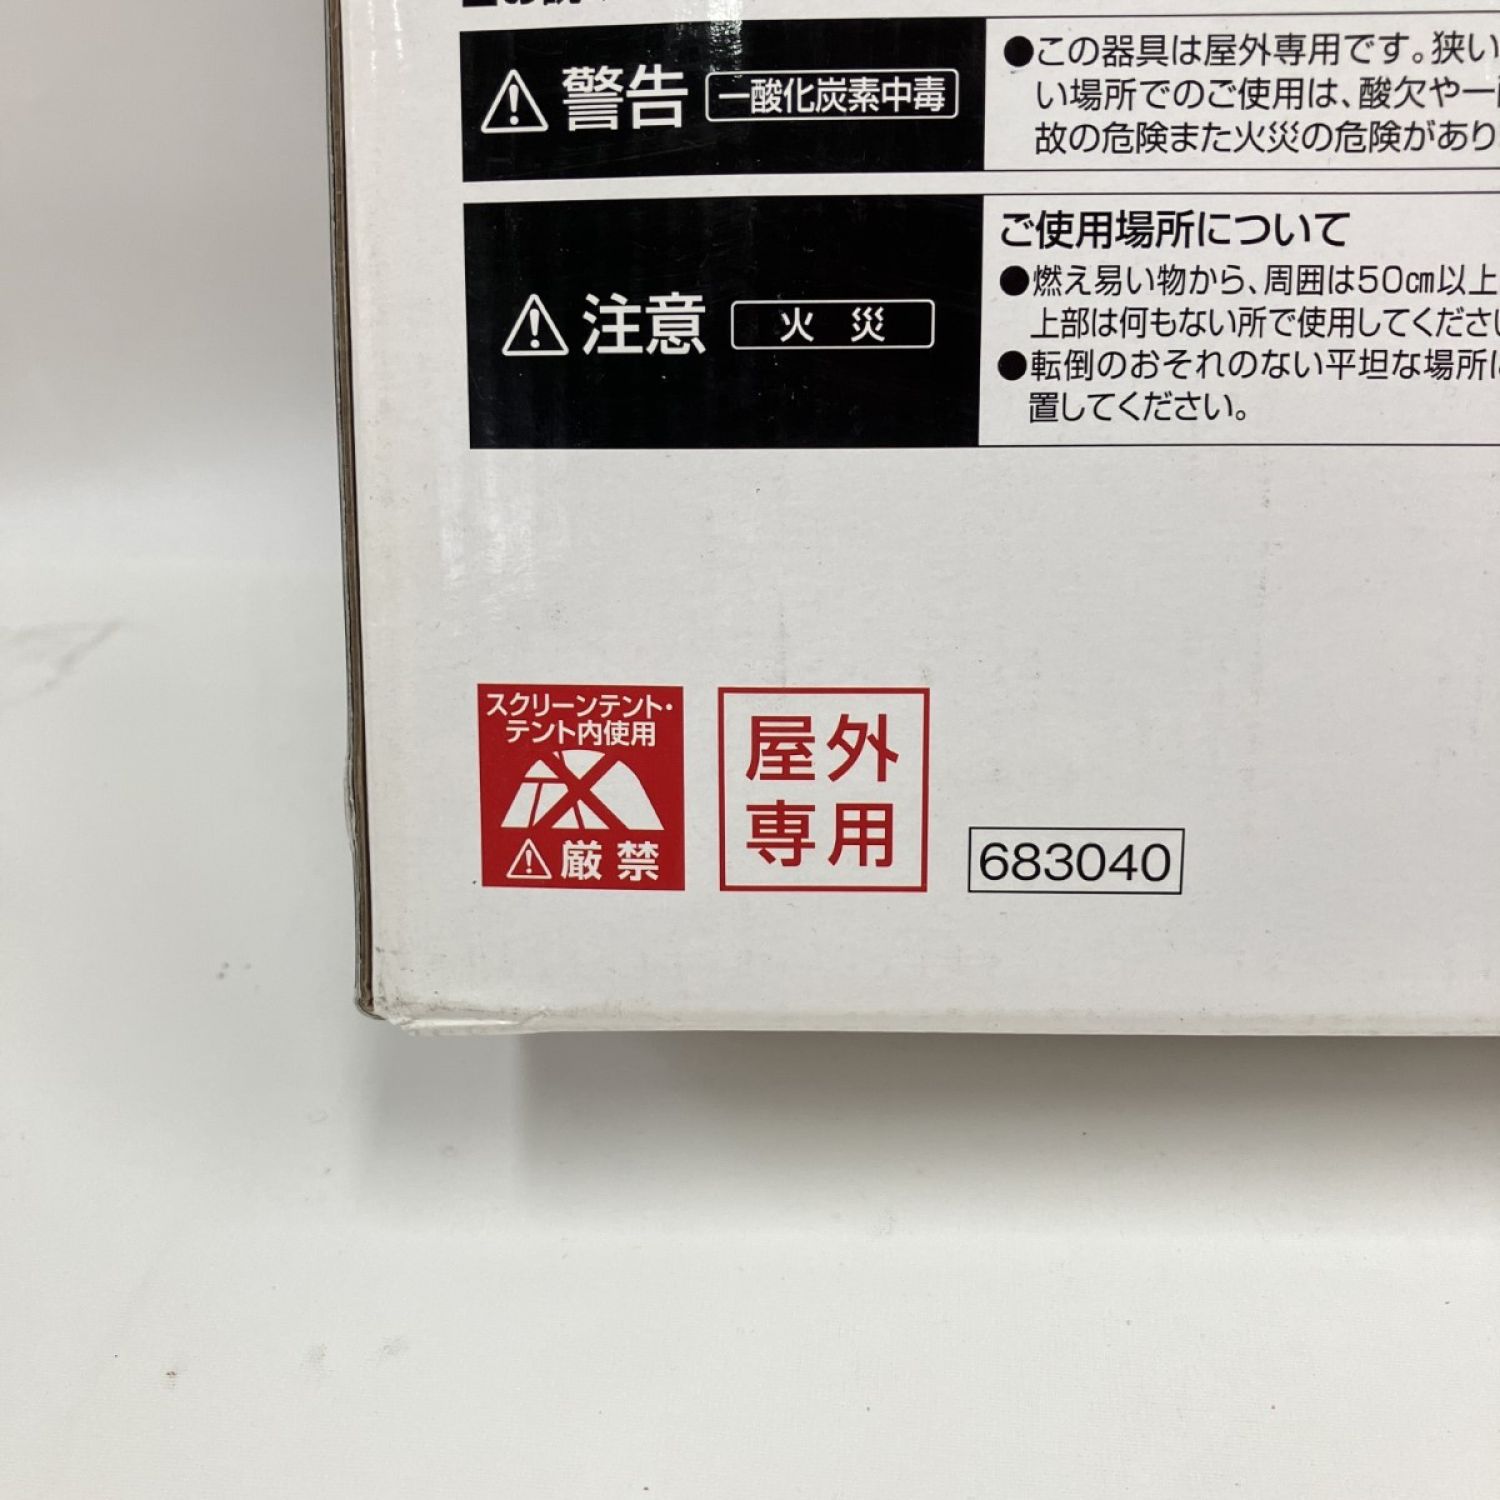 警告 一酸化炭素中毒
●この器具は屋外専用です。狭い
い場所でのご使用は、酸欠や一
故の危険また火災の危険があり
注意 火災
ご使用場所について
●燃え易い物から、周囲は50cm以上
上部は何もない所で使用してくださ
●転倒のおそれのない平坦な場所に
置してください。
スクリーンテント・
テント内使用
厳禁
屋外
専用
683040